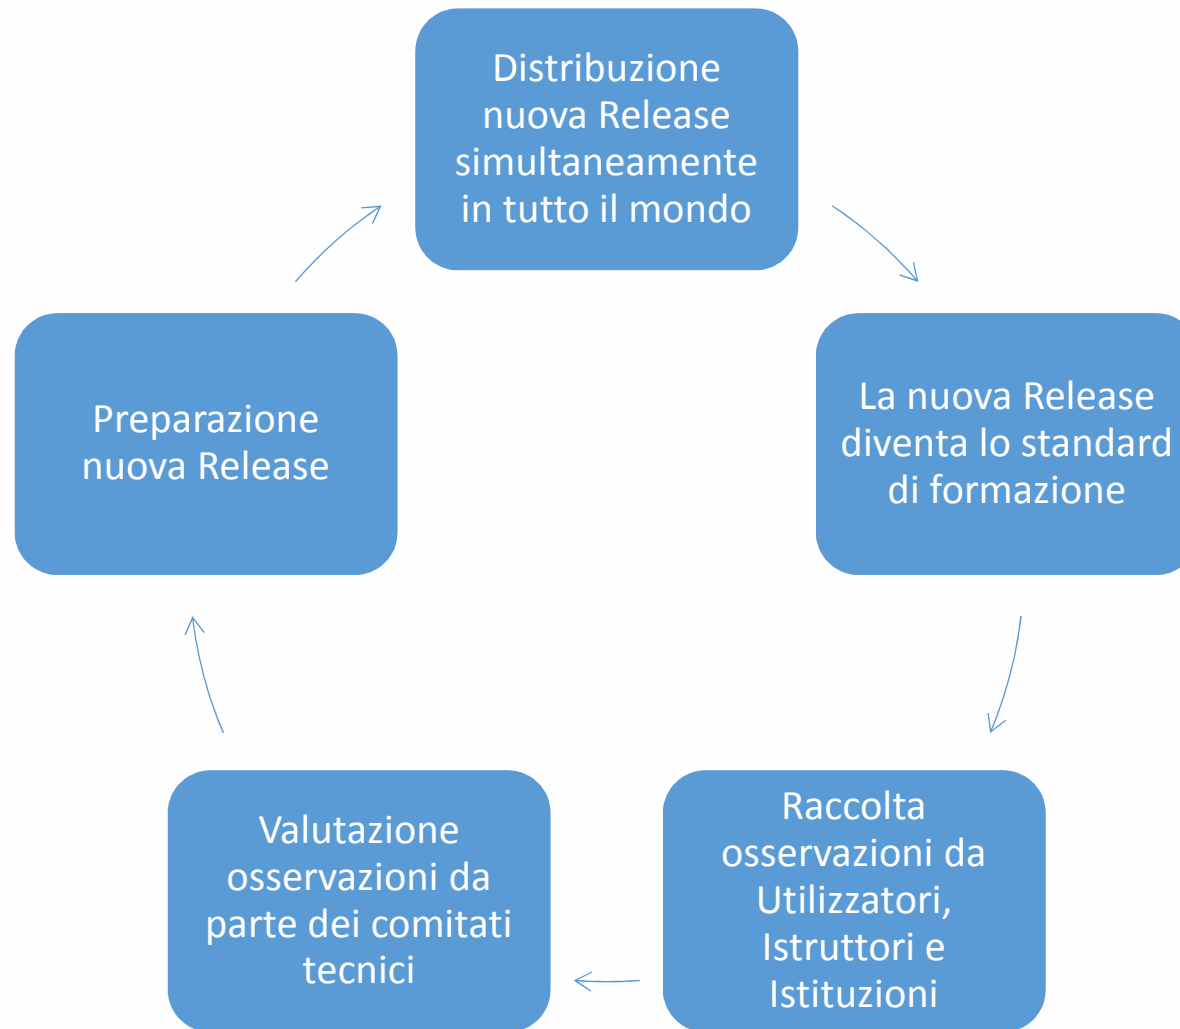 Distribuzione
nuova Release
simultaneamente
in tutto il mondo
La nuova Release
diventa lo standard
di formazione
Raccolta
osservazioni da
Utilizzatori,
Istruttori e
Istituzioni
Valutazione
osservazioni da
parte dei comitati
tecnici
Preparazione
nuova Release